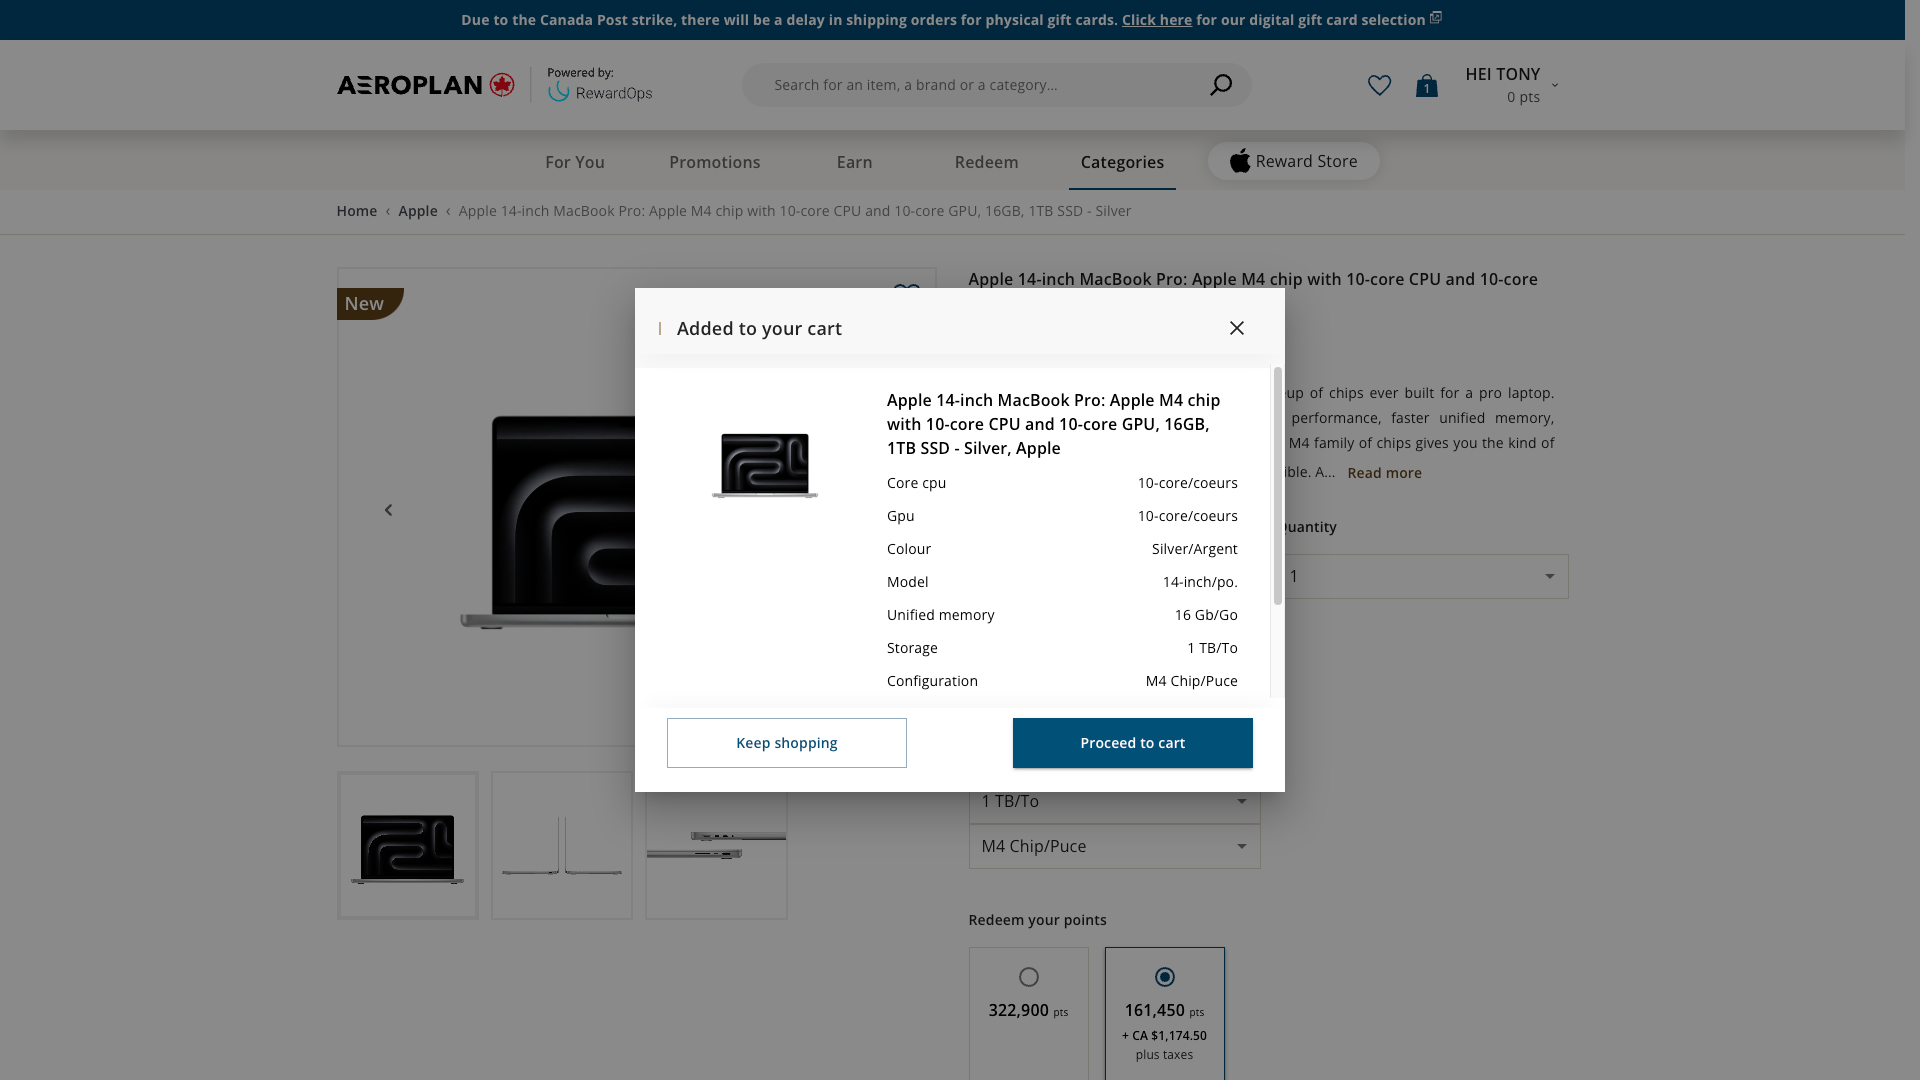 Due to the Canada Post strike, there will be a delay in shipping orders for physical gift cards. Click here for our digital gift card selection
AEROPLAN
Powered by:
RewardOps
Search for an item, a brand or a category...
1
HEI TONY
0 pts
For You
Promotions
Earn
Redeem
Categories
Reward Store
Home ‹ Apple ‹ Apple 14-inch MacBook Pro: Apple M4 chip with 10-core CPU and 10-core GPU, 16GB, 1TB SSD - Silver
New
Apple 14-inch MacBook Pro: Apple M4 chip with 10-core CPU and 10-core
of chips ever built for a pro laptop.
performance, faster unified memory,
M4 family of chips gives you the kind of
A... Read more
Quantity
1
Added to your cart
Apple 14-inch MacBook Pro: Apple M4 chip
with 10-core CPU and 10-core GPU, 16GB,
1TB SSD - Silver, Apple
Core cpu 10-core/coeurs
Gpu 10-core/coeurs
Colour Silver/Argent
Model 14-inch/po.
Unified memory 16 Gb/Go
Storage 1 TB/To
Configuration M4 Chip/Puce
Keep shopping
Proceed to cart
1 TB/To
M4 Chip/Puce
Redeem your points
322,900 pts
161,450 pts
+ CA $1,174.50
plus taxes